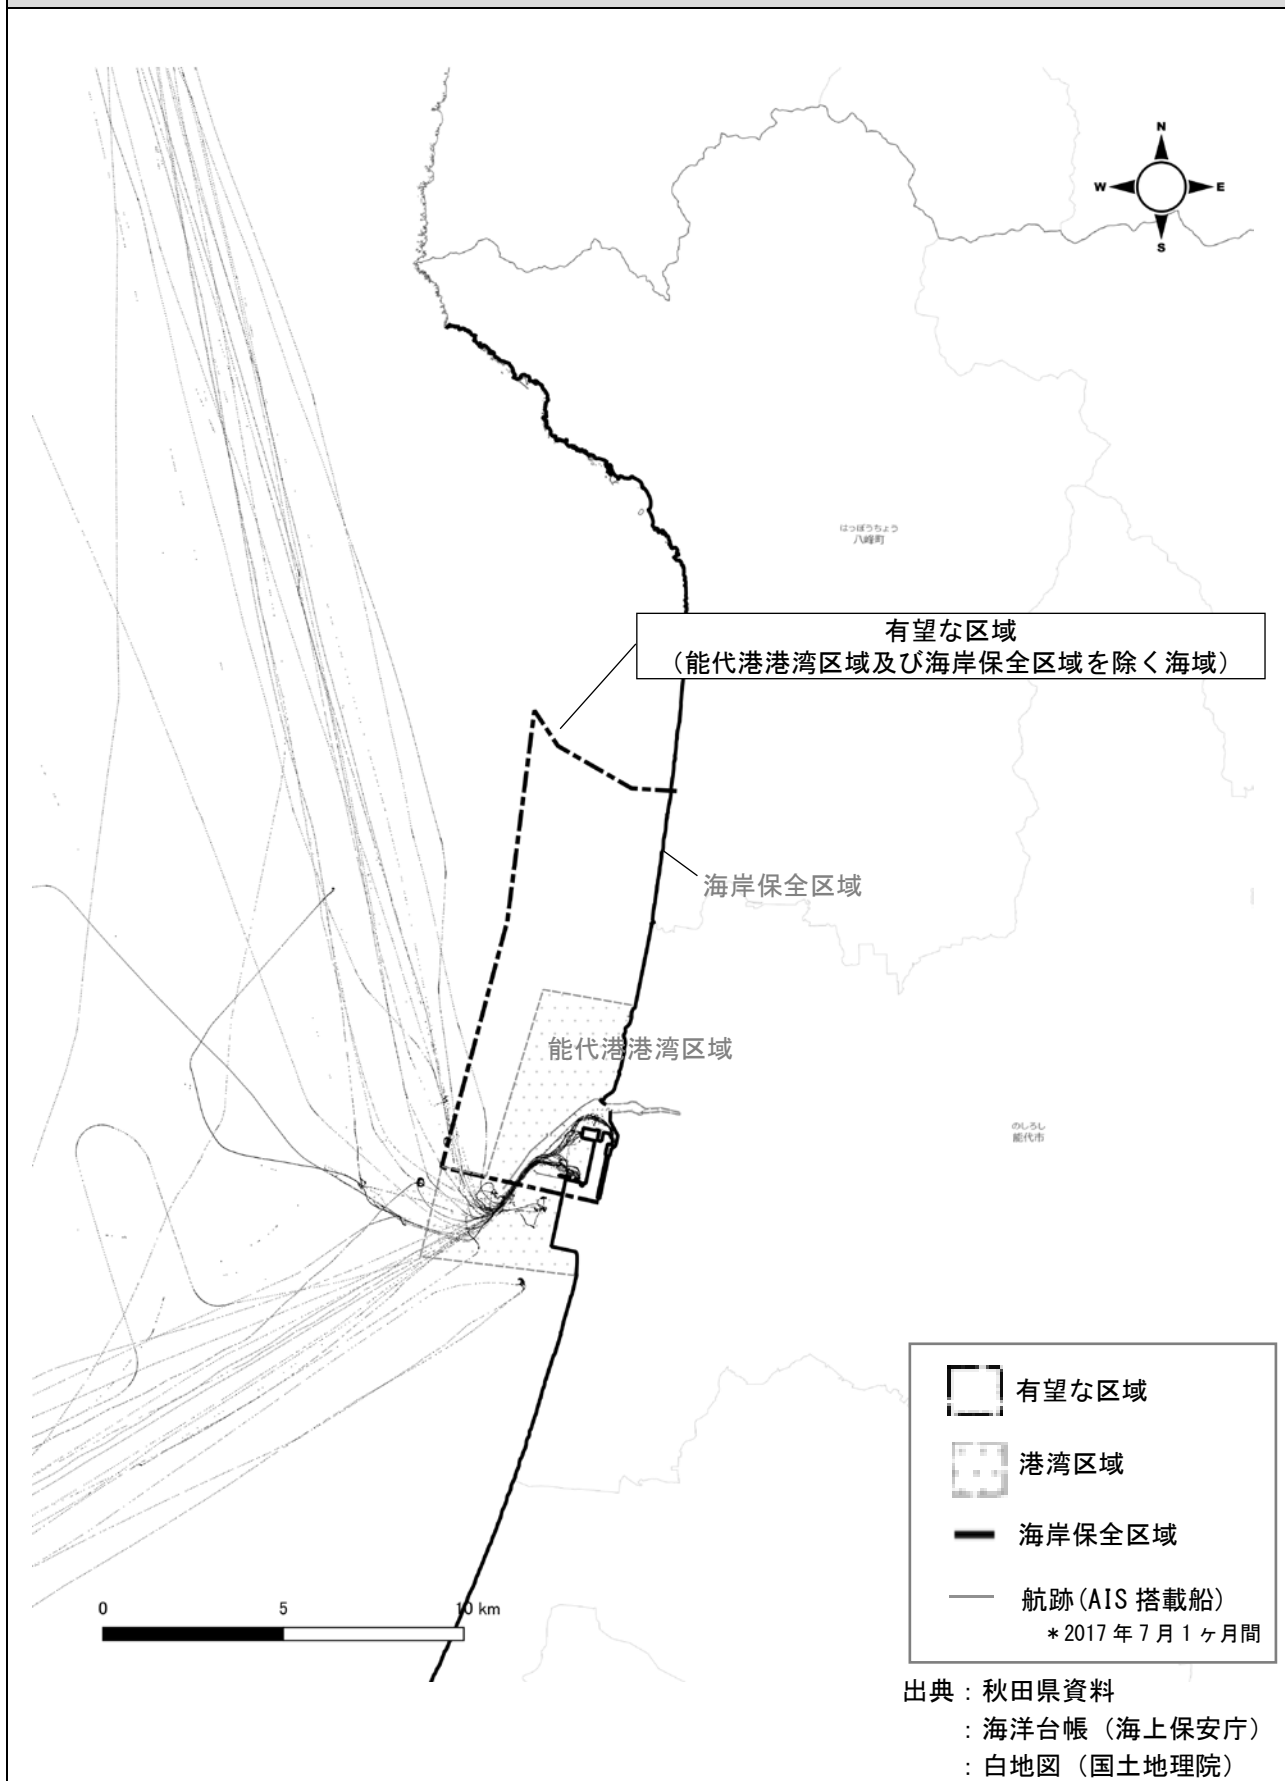 N
W
E
S
はっぽうちょう
八峰町
有望な区域
（能代港港湾区域及び海岸保全区域を除く海域）
海岸保全区域
能代港港湾区域
のしろし
能代市
有望な区域
港湾区域
海岸保全区域
航跡(AIS 搭載船)
＊2017 年 7 月 1 ヶ月間
0 5 10 km
出典：秋田県資料
：海洋台帳（海上保安庁）
：白地図（国土地理院）